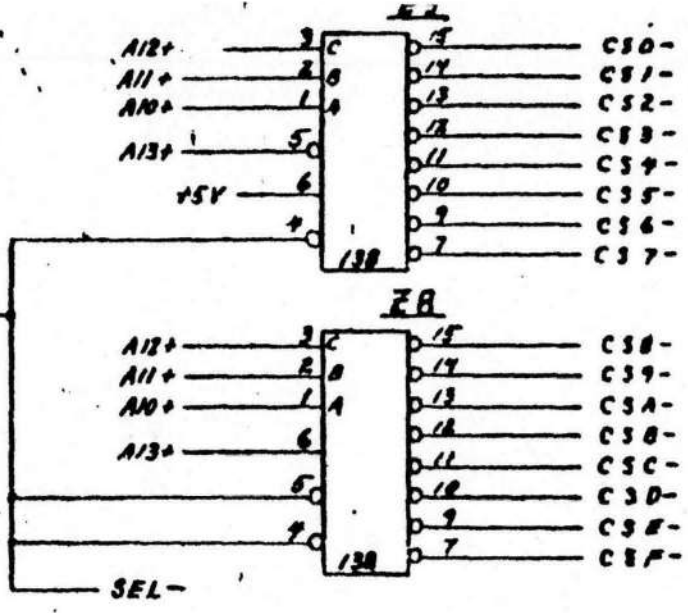 A12+ 3 C 15 CS0-
A11+ 2 B 14 CS1-
A10+ 1 A 13 CS2-
12 CS3-
A13+ 5 11 CS4-
+5V 6 10 CS5-
9 CS6-
4 7 CS7-
138
E8
A12+ 3 C 15 CS8-
A11+ 2 B 14 CS9-
A10+ 1 A 13 CSA-
A13+ 6 12 CSB-
11 CSC-
5 10 CSD-
4 9 CSE-
138 7 CSF-
SEL-